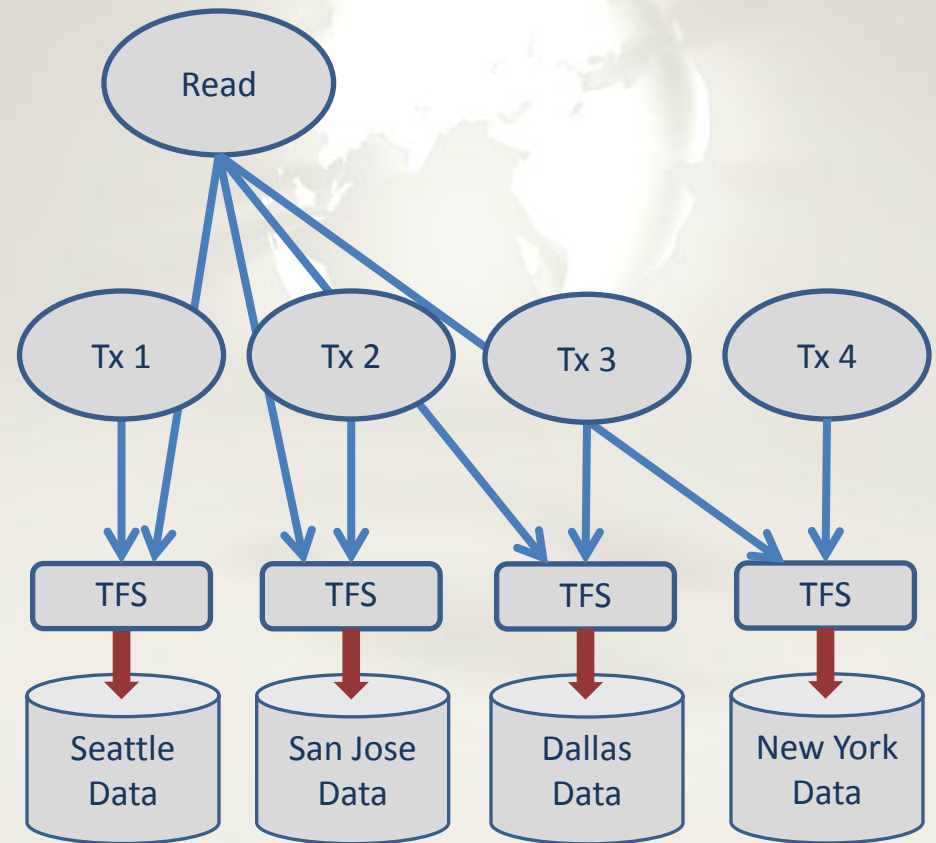 Read
Tx 1
Tx 2
Tx 3
Tx 4
TFS
TFS
TFS
TFS
Seattle
Data
San Jose
Data
Dallas
Data
New York
Data